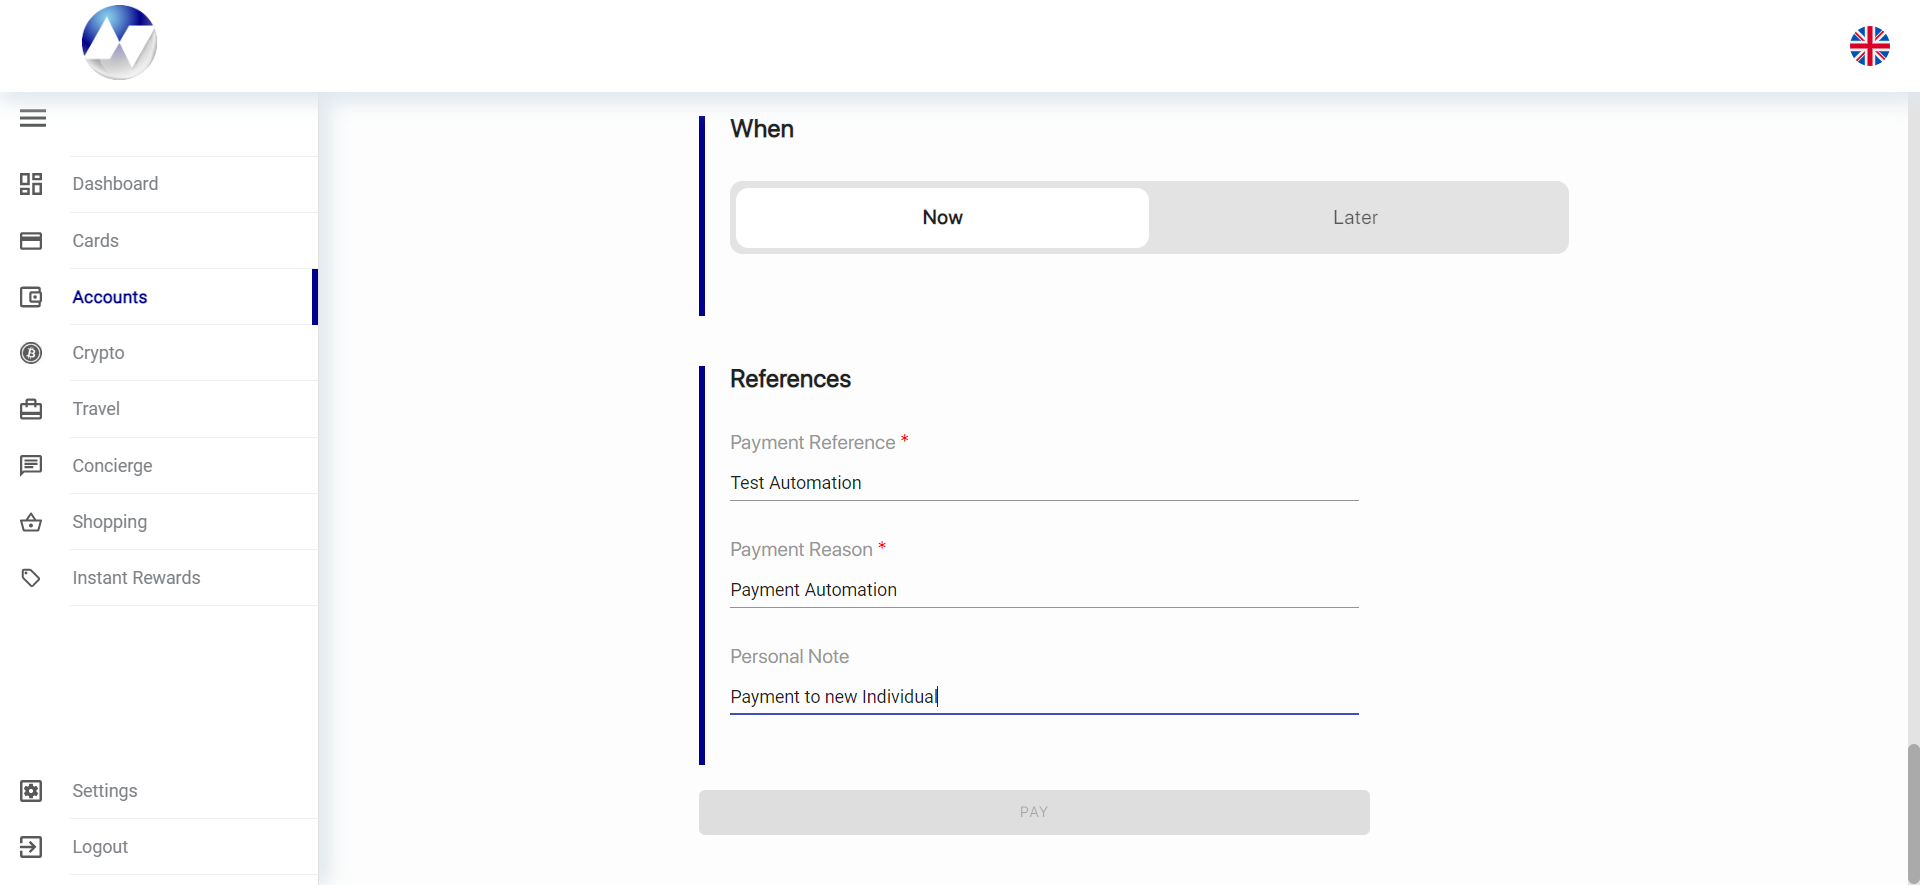 Dashboard
Cards
Accounts
Crypto
Travel
Concierge
Shopping
Instant Rewards
Settings
Logout
When
Now
Later
References
Payment Reference *
Test Automation
Payment Reason *
Payment Automation
Personal Note
Payment to new Individual
PAY